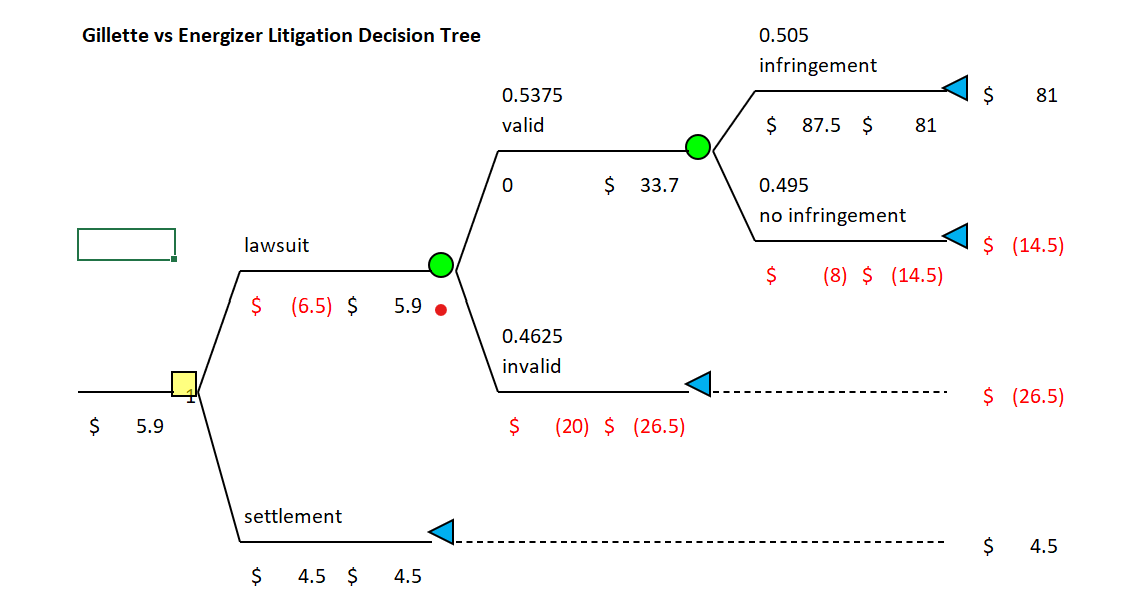 Gillette vs Energizer Litigation Decision Tree
0.505
infringement
$ 81
$ 87.5 $ 81
0.5375
valid
0 $ 33.7
0.495
no infringement
$ (14.5)
$ (8) $ (14.5)
lawsuit
$ (6.5) $ 5.9
0.4625
invalid
$ (26.5)
$ (20) $ (26.5)
1
$ 5.9
settlement
$ 4.5
$ 4.5 $ 4.5